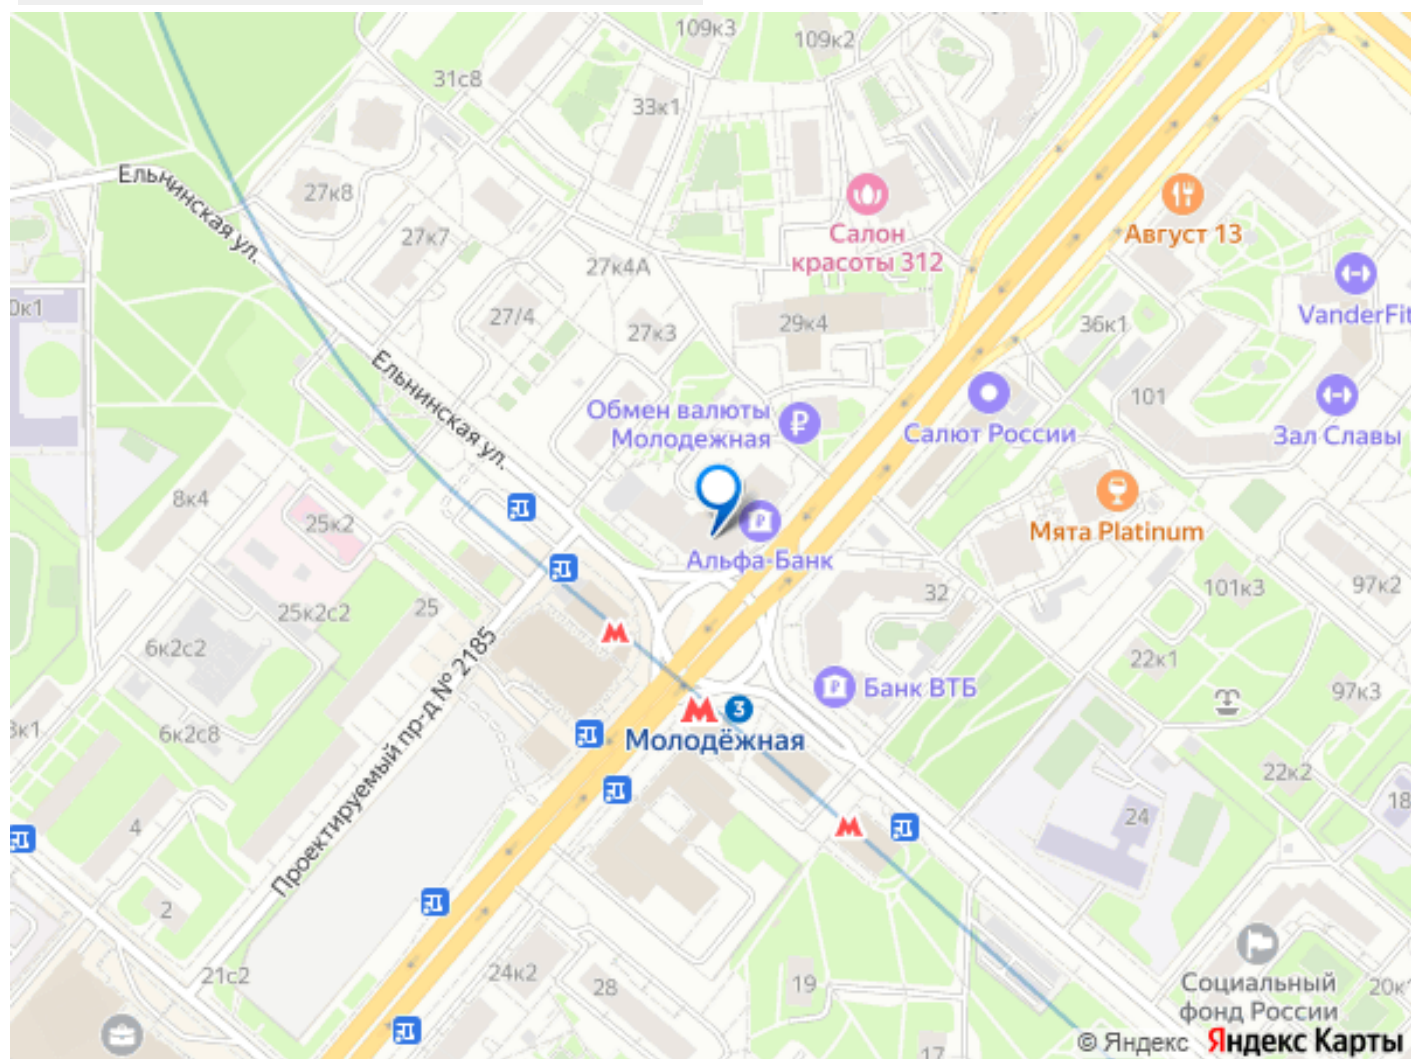 109к3
109к2
31с8
33к1
Ельнинская ул.
27к8
27к7
27к4А
Салон
красоты 312
Август 13
VanderFit
0к1
27/4
27к3
29к4
36к1
Ельнинская ул.
Обмен валюты
Молодежная
101
Салют России
Зал Славы
8к4
25к2
Альфа-Банк
Мята Platinum
25к2с2
25
32
101к3
97к2
6к2с2
Проектируемый пр-д № 2185
М
22к1
Банк ВТБ
97к3
3к1
6к2с8
М 3
Молодёжная
22к2
4
М
24
18
2
21с2
24к2
28
19
Социальный
фонд России
20к1
17
© Яндекс Яндекс Карты